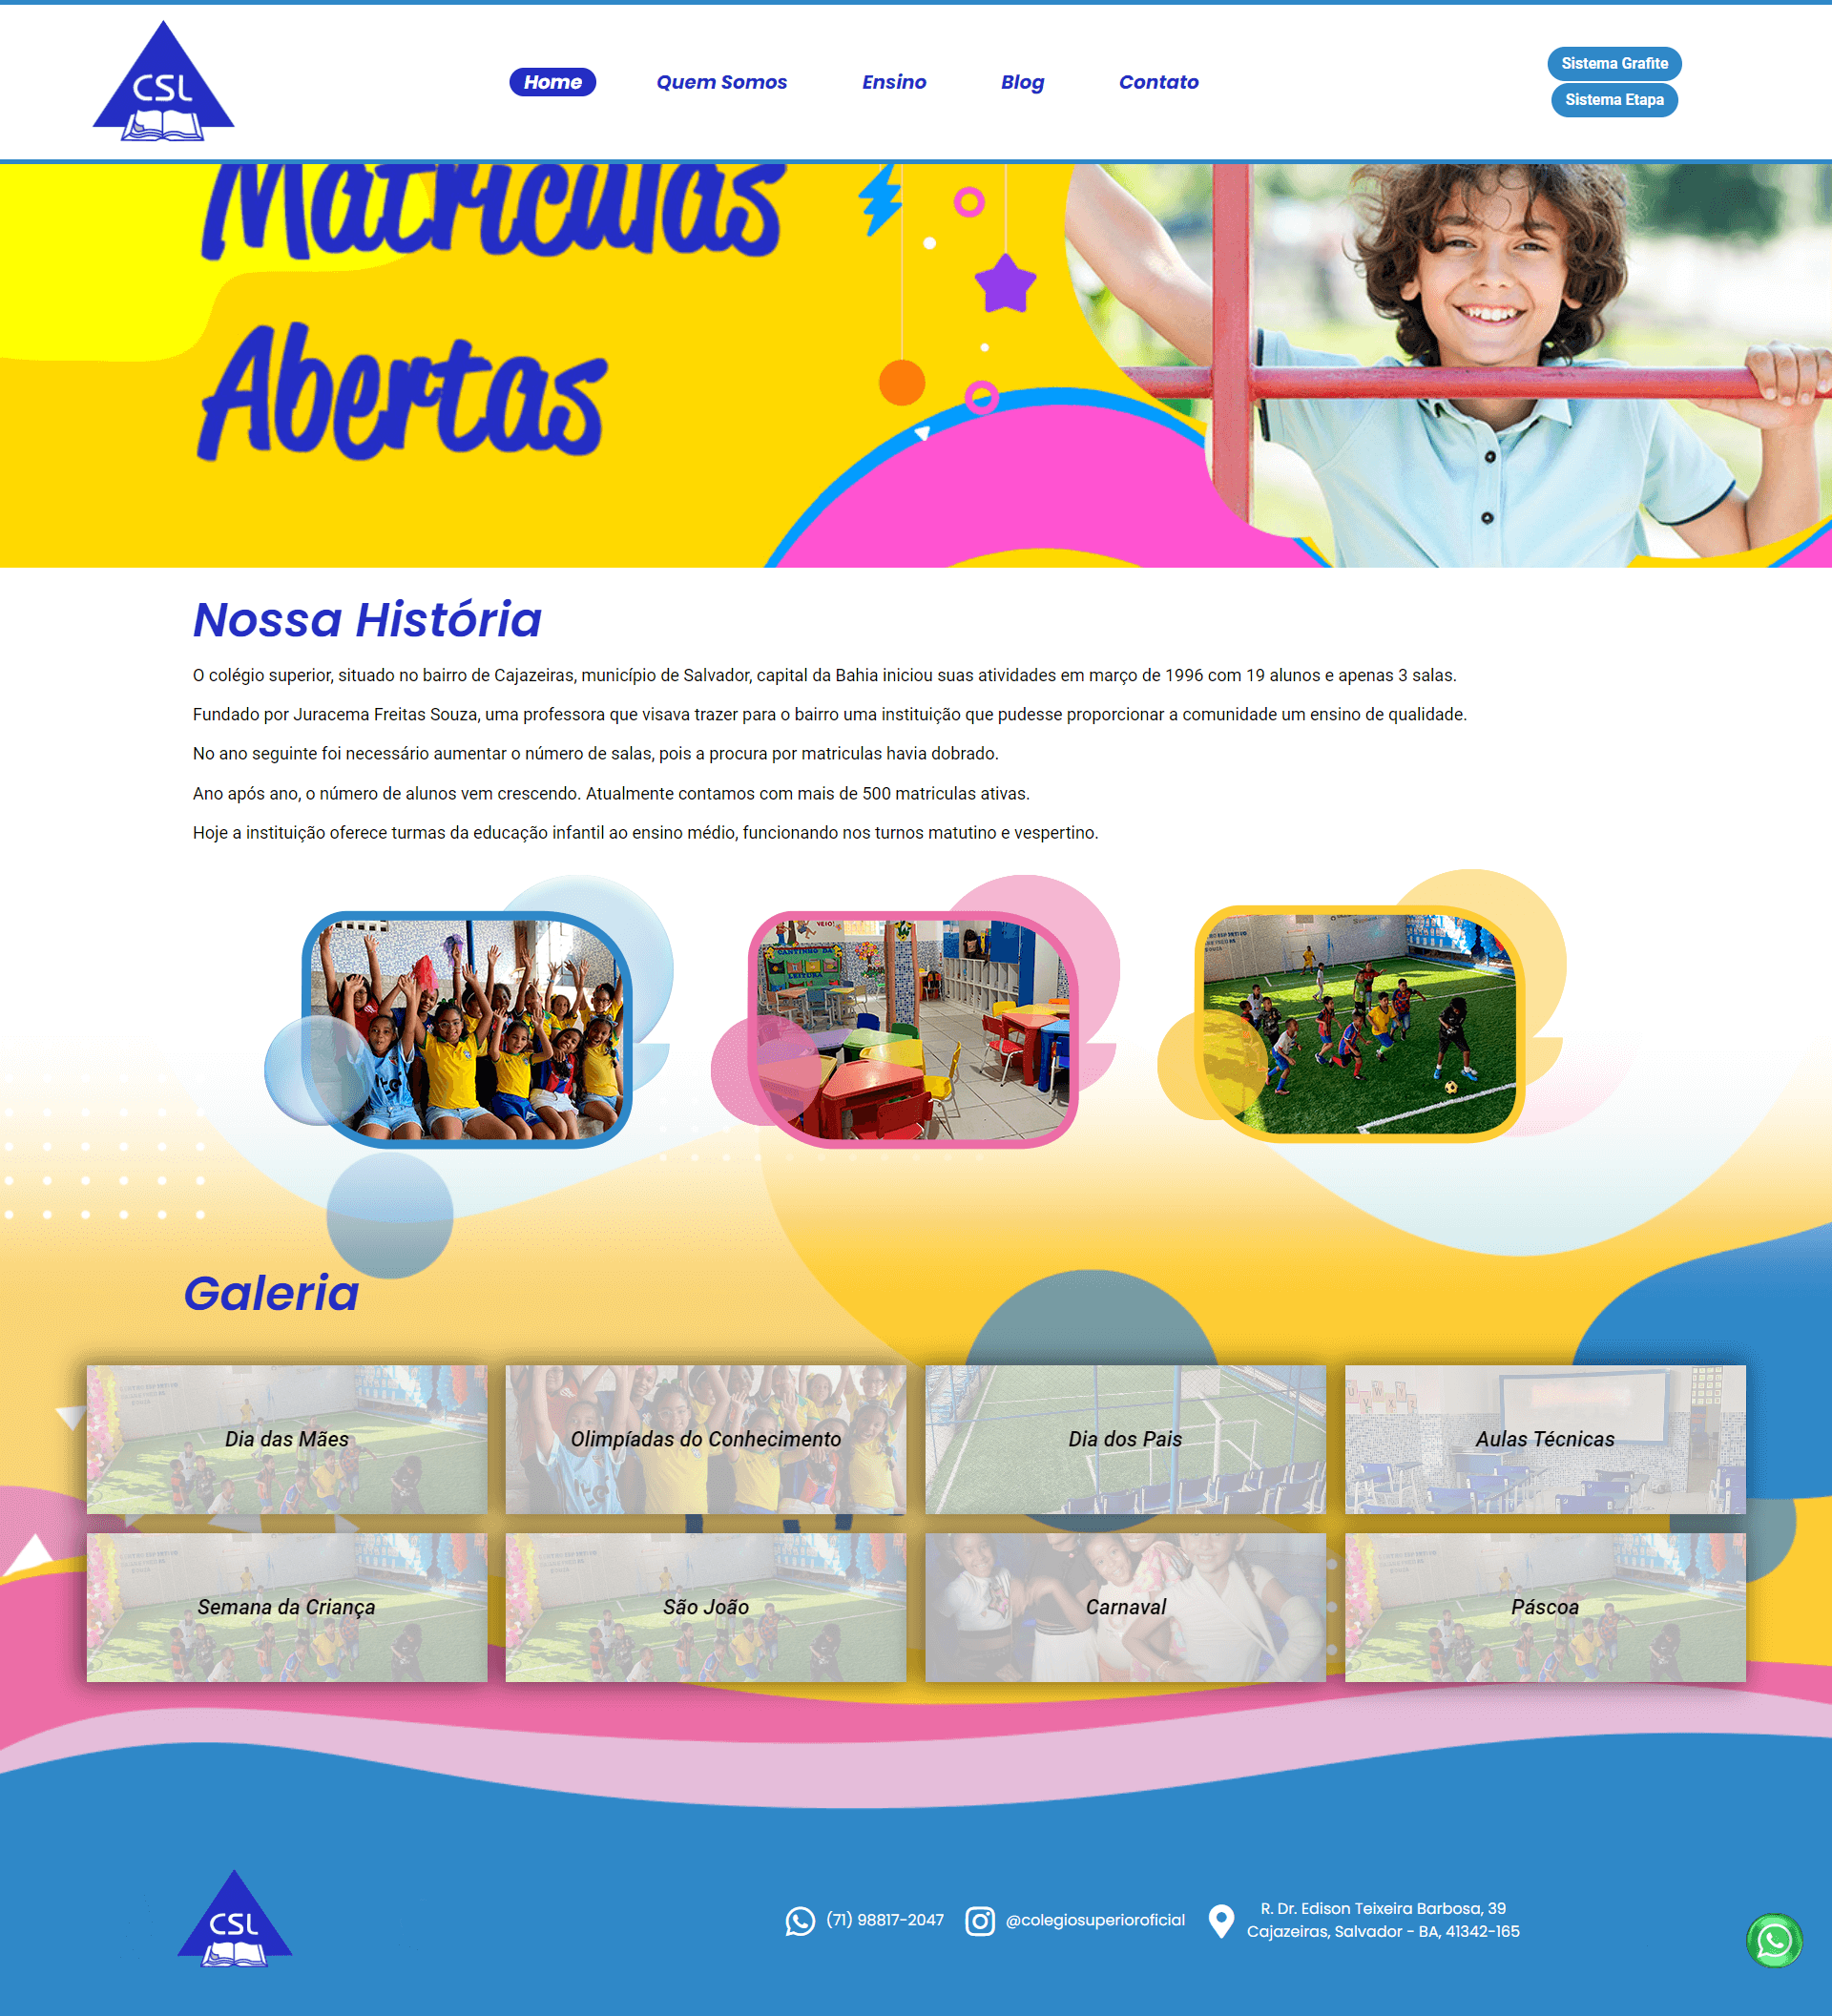 CSL
Home
Quem Somos
Ensino
Blog
Contato
Sistema Grafite
Sistema Etapa
Matrículas
Abertas
Nossa História
O colégio superior, situado no bairro de Cajazeiras, município de Salvador, capital da Bahia iniciou suas atividades em março de 1996 com 19 alunos e apenas 3 salas.
Fundado por Juracema Freitas Souza, uma professora que visava trazer para o bairro uma instituição que pudesse proporcionar a comunidade um ensino de qualidade.
No ano seguinte foi necessário aumentar o número de salas, pois a procura por matriculas havia dobrado.
Ano após ano, o número de alunos vem crescendo. Atualmente contamos com mais de 500 matriculas ativas.
Hoje a instituição oferece turmas da educação infantil ao ensino médio, funcionando nos turnos matutino e vespertino.
CANTINHO DA
LEITURA
Galeria
Dia das Mães
Olimpíadas do Conhecimento
Dia dos Pais
Aulas Técnicas
Semana da Criança
São João
Carnaval
Páscoa
CSL
(71) 98817-2047
@colegiosuperioroficial
R. Dr. Edison Teixeira Barbosa, 39
Cajazeiras, Salvador - BA, 41342-165